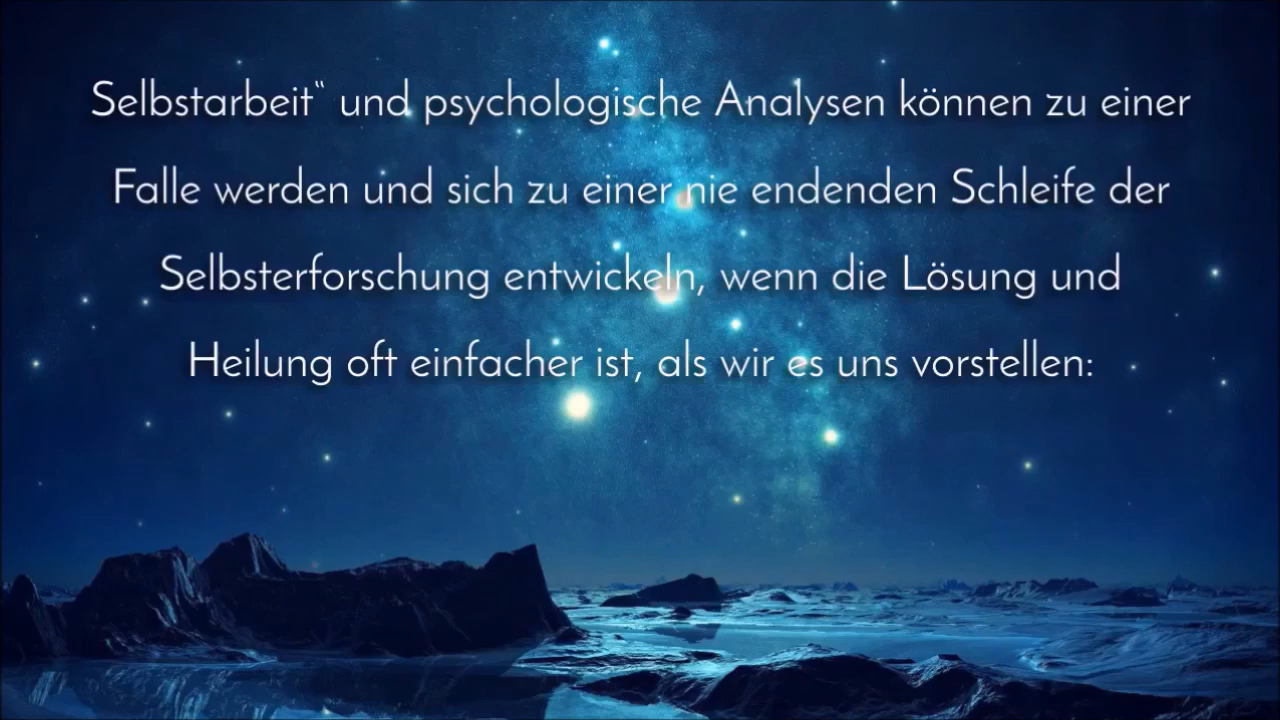 Selbstarbeit“ und psychologische Analysen können zu einer
Falle werden und sich zu einer nie endenden Schleife der
Selbsterforschung entwickeln, wenn die Lösung und
Heilung oft einfacher ist, als wir es uns vorstellen: